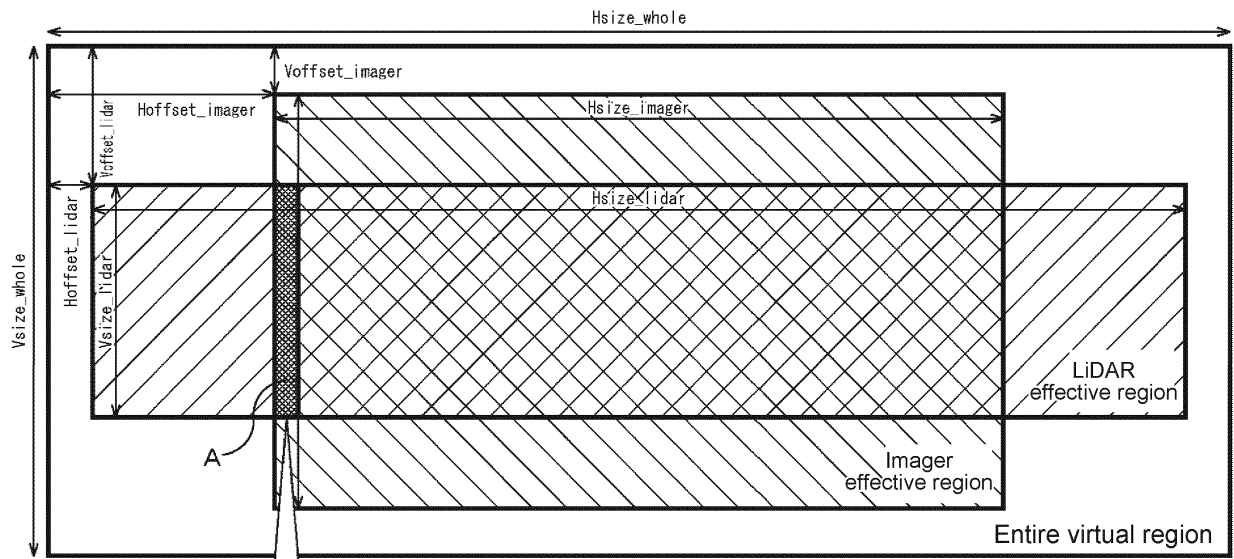 Hsize_whole
Voffset_imager
Hoffset_imager
Hsize_imager
Voffset_lidar
Hsize_lidar
Hoffset_lidar
Vsize_lidar
Vsize_whole
LiDAR
effective region
A
Imager
effective region
Entire virtual region